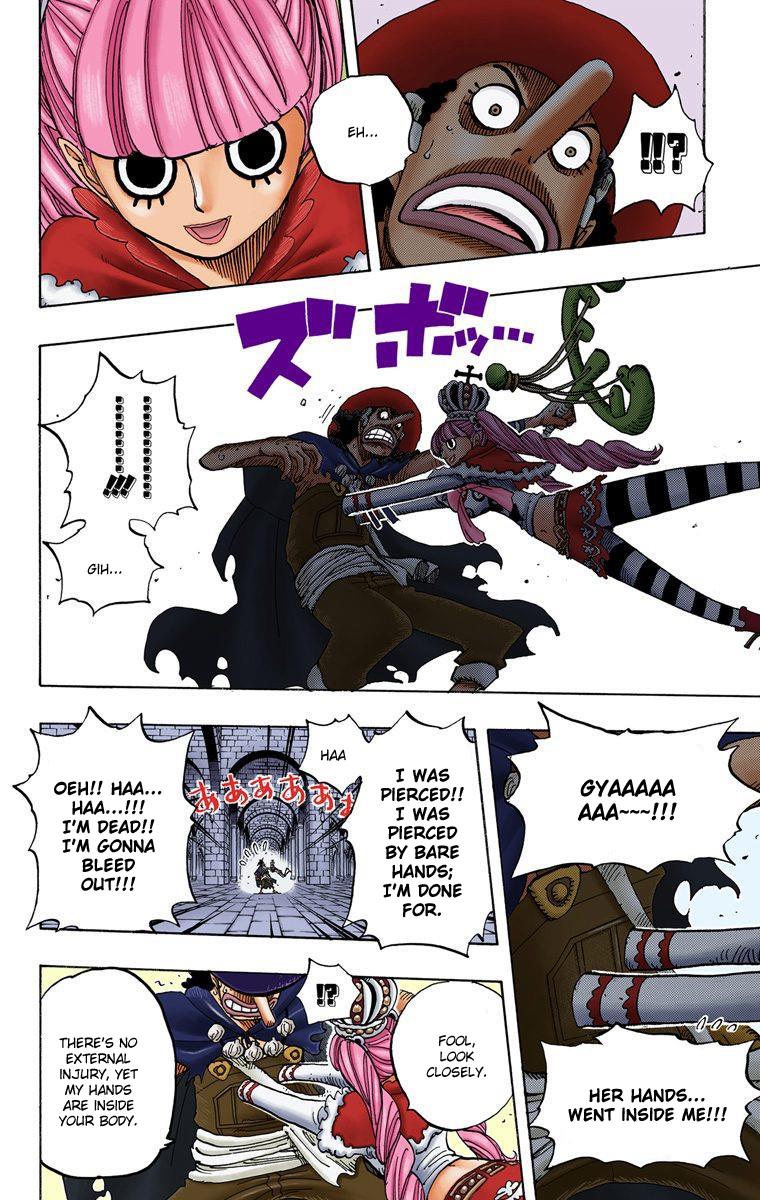 !!?
EH...
ズボッ…
!!!
GIH...
GYAAAAA
AAA~~~!!!
HER HANDS...
WENT INSIDE ME!!!
I WAS
PIERCED!!
I WAS
PIERCED
BY BARE
HANDS;
I'M DONE
FOR.
HAA
あああああ
OEH!! HAA...
HAA...!!!
I'M DEAD!!
I'M GONNA
BLEED
OUT!!!
FOOL,
LOOK
CLOSELY.
!?
THERE'S NO
EXTERNAL
INJURY, YET
MY HANDS
ARE INSIDE
YOUR BODY.